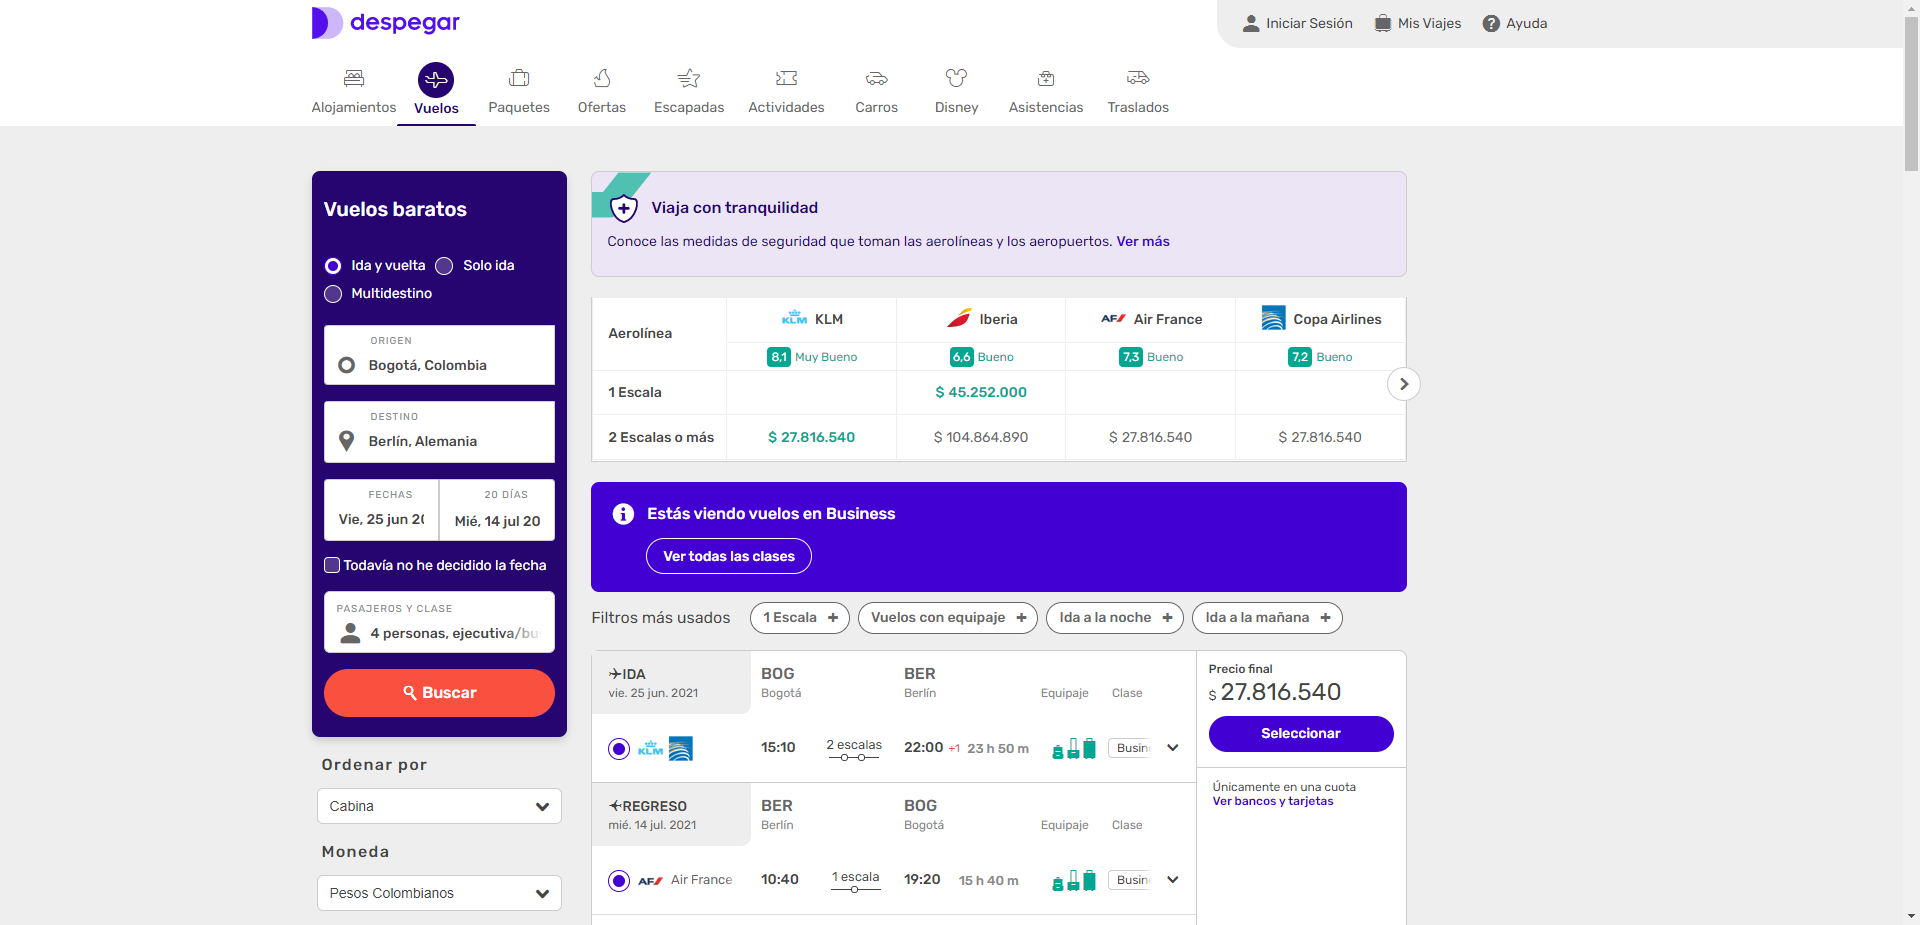 despegar
Iniciar Sesión
Mis Viajes
Ayuda
Alojamientos
Vuelos
Paquetes
Ofertas
Escapadas
Actividades
Carros
Disney
Asistencias
Traslados
Vuelos baratos
Ida y vuelta
Solo ida
Multidestino
ORIGEN
Bogotá, Colombia
DESTINO
Berlín, Alemania
FECHAS
Vie, 25 jun 20
20 DÍAS
Mié, 14 jul 20
Todavía no he decidido la fecha
PASAJEROS Y CLASE
4 personas, ejecutiva/bu
Buscar
Ordenar por
Cabina
Moneda
Pesos Colombianos
Viaja con tranquilidad
Conoce las medidas de seguridad que toman las aerolíneas y los aeropuertos. Ver más
Aerolínea
KLM KLM
Iberia
AF Air France
Copa Airlines
8,1 Muy Bueno
6,6 Bueno
7,3 Bueno
7,2 Bueno
1 Escala
$ 45.252.000
2 Escalas o más
$ 27.816.540
$ 104.864.890
$ 27.816.540
$ 27.816.540
Estás viendo vuelos en Business
Ver todas las clases
Filtros más usados
1 Escala +
Vuelos con equipaje +
Ida a la noche +
Ida a la mañana +
IDA
vie. 25 jun. 2021
BOG
Bogotá
BER
Berlín
Equipaje
Clase
KLM
15:10
2 escalas
22:00 +1 23 h 50 m
Busin
REGRESO
mié. 14 jul. 2021
BER
Berlín
BOG
Bogotá
Equipaje
Clase
AF Air France
10:40
1 escala
19:20 15 h 40 m
Busin
Precio final
$ 27.816.540
Seleccionar
Únicamente en una cuota
Ver bancos y tarjetas